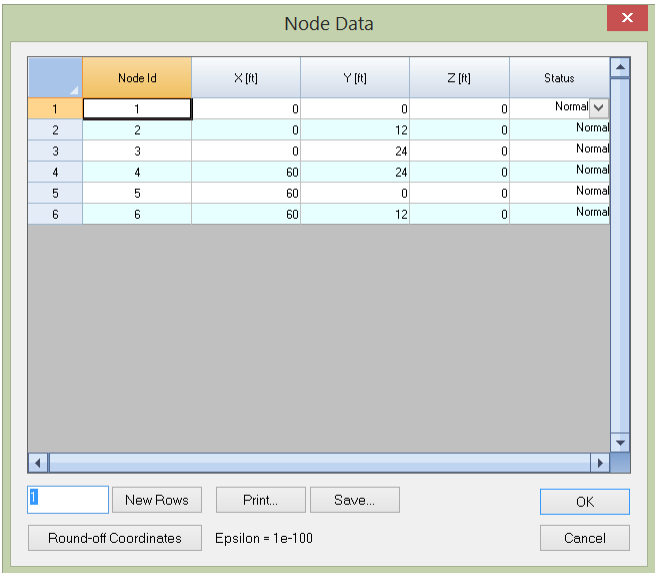 Node Data
Node Id X [ft] Y [ft] Z [ft] Status
1 1 0 0 0 Normal
2 2 0 12 0 Normal
3 3 0 24 0 Normal
4 4 60 24 0 Normal
5 5 60 0 0 Normal
6 6 60 12 0 Normal
1 New Rows Print... Save... OK
Round-off Coordinates Epsilon = 1e-100 Cancel